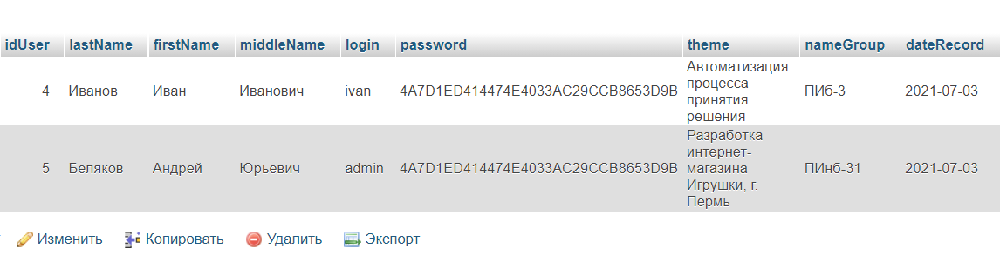 idUser lastName firstName middleName login password theme nameGroup dateRecord
4 Иванов Иван Иванович ivan 4A7D1ED414474E4033AC29CCB8653D9B Автоматизация процесса принятия решения ПИб-3 2021-07-03
5 Беляков Андрей Юрьевич admin 4A7D1ED414474E4033AC29CCB8653D9B Разработка интернет-магазина Игрушки, г. Пермь ПИнб-31 2021-07-03
Изменить Копировать Удалить Экспорт